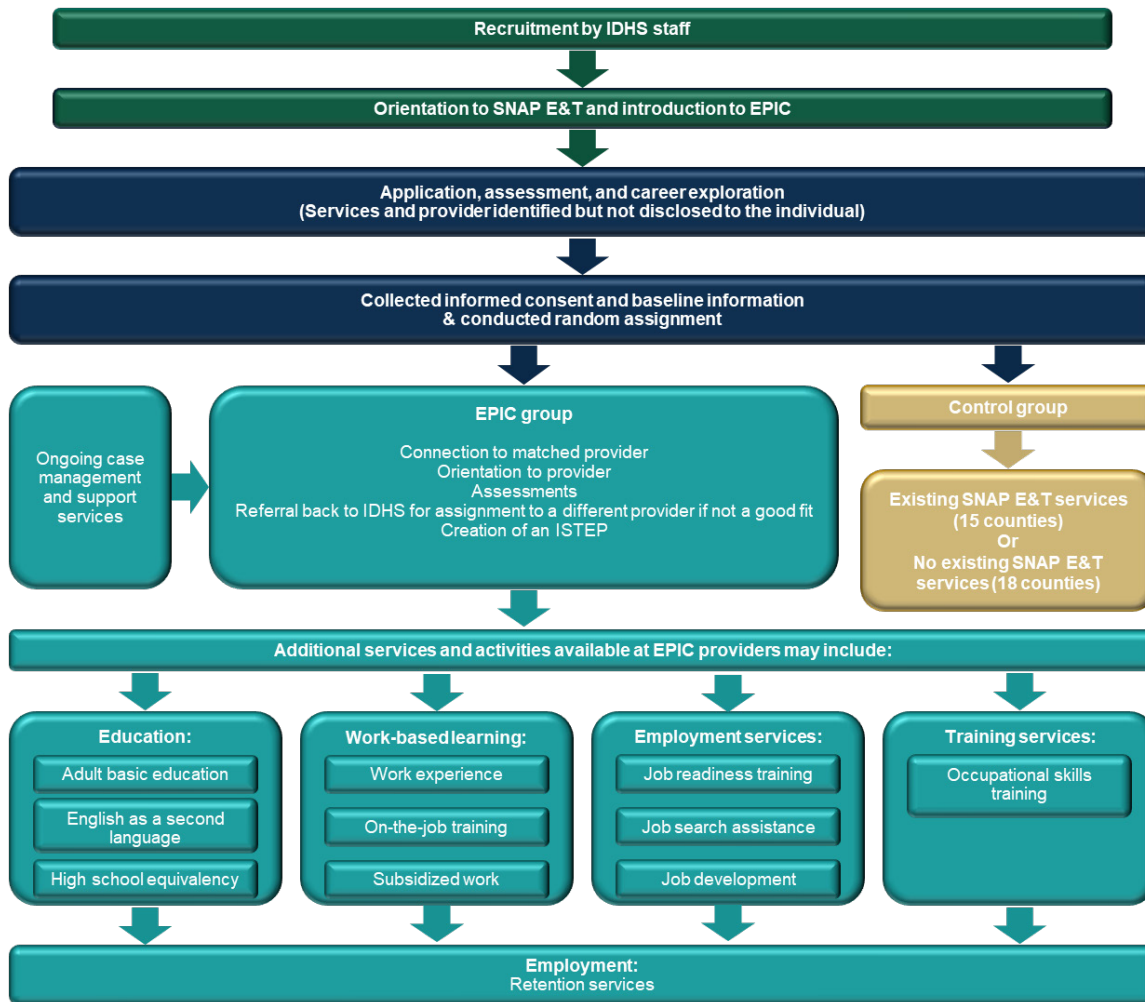 Recruitment by IDHS staff
Orientation to SNAP E&T and introduction to EPIC
Application, assessment, and career exploration
(Services and provider identified but not disclosed to the individual)
Collected informed consent and baseline information
& conducted random assignment
Ongoing case
management
and support
services
EPIC group
Connection to matched provider
Orientation to provider
Assessments
Referral back to IDHS for assignment to a different provider if not a good fit
Creation of an ISTEP
Control group
Existing SNAP E&T services
(15 counties)
Or
No existing SNAP E&T
services (18 counties)
Additional services and activities available at EPIC providers may include:
Education:
Adult basic education
English as a second
language
High school equivalency
Work-based learning:
Work experience
On-the-job training
Subsidized work
Employment services:
Job readiness training
Job search assistance
Job development
Training services:
Occupational skills
training
Employment:
Retention services